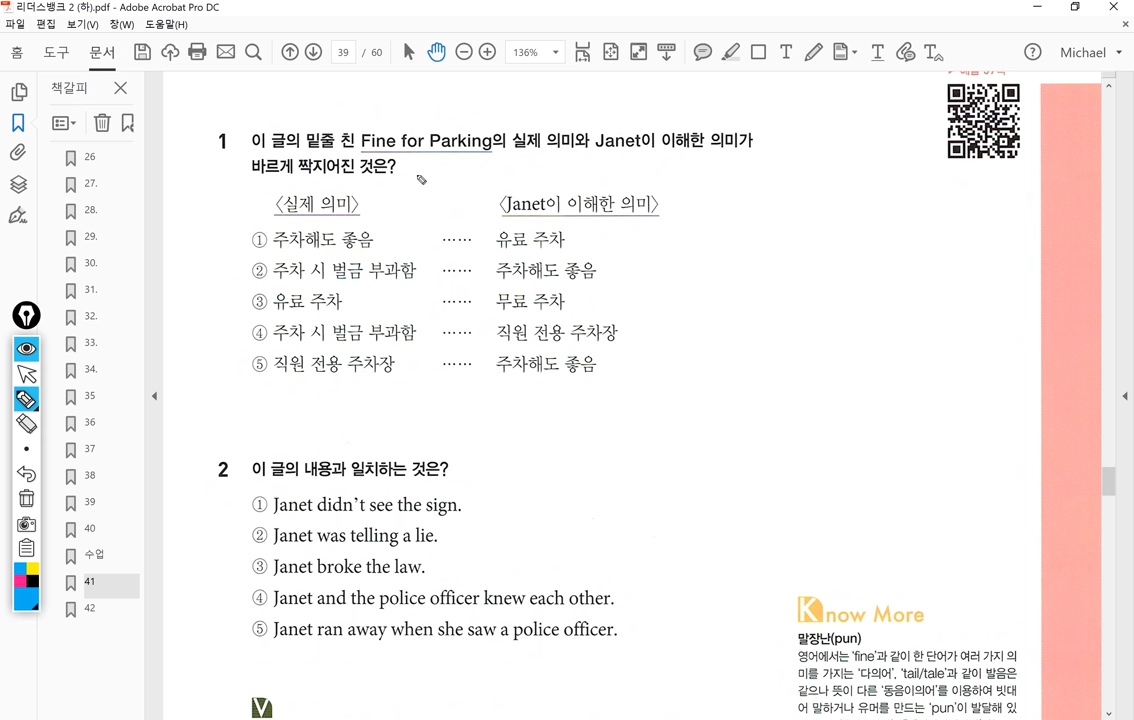 리더스뱅크 2 (하).pdf - Adobe Acrobat Pro DC
파일 편집 보기(V) 창(W) 도움말(H)
홈 도구 문서 39 / 60 136% Michael
책갈피
26
27.
28.
29.
30.
31.
32.
33.
34.
35
36
37
38
39
40
수업
41
42
1 이 글의 밑줄 친 Fine for Parking의 실제 의미와 Janet이 이해한 의미가
바르게 짝지어진 것은?
〈실제 의미〉 〈Janet이 이해한 의미〉
① 주차해도 좋음 …… 유료 주차
② 주차 시 벌금 부과함 …… 주차해도 좋음
③ 유료 주차 …… 무료 주차
④ 주차 시 벌금 부과함 …… 직원 전용 주차장
⑤ 직원 전용 주차장 …… 주차해도 좋음
2 이 글의 내용과 일치하는 것은?
① Janet didn't see the sign.
② Janet was telling a lie.
③ Janet broke the law.
④ Janet and the police officer knew each other.
⑤ Janet ran away when she saw a police officer.
V
Know More
말장난(pun)
영어에서는 'fine'과 같이 한 단어가 여러 가지 의
미를 가지는 '다의어', 'tail/tale'과 같이 발음은
같으나 뜻이 다른 '동음이의어'를 이용하여 빗대
어 말하거나 유머를 만드는 'pun'이 발달해 있